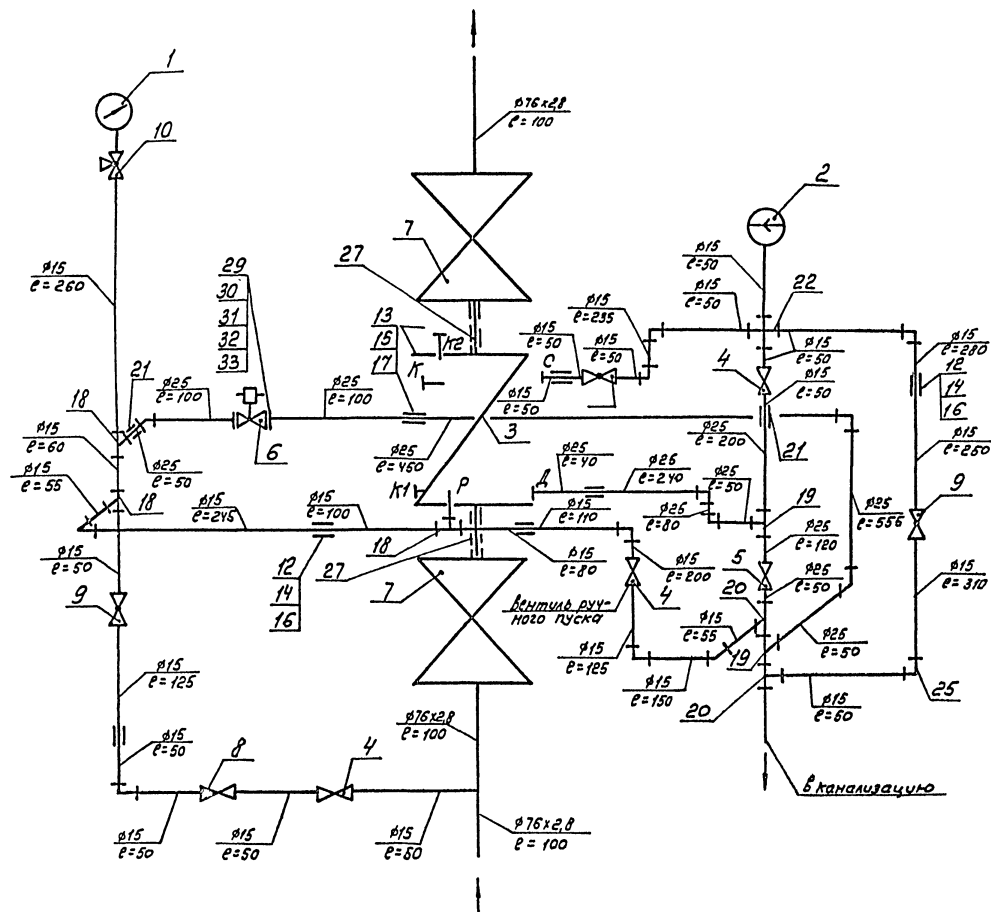 1
10
ø76×2,8
ℓ=100
2
7
27
ø15
ℓ=260
29
30
31
32
33
13
15
17
К2
К
ø15
ℓ=50
ø15
ℓ=50
22
ø15
ℓ=235
ø15
ℓ=50
ø15
ℓ=50
С
ø15
ℓ=50
ø15
ℓ=50
4
ø15
ℓ=50
ø15
ℓ=280
12
14
16
21
18
ø25
ℓ=100
ø25
ℓ=100
6
3
ø25
ℓ=200
21
ø15
ℓ=60
ø25
ℓ=50
ø25
ℓ=450
ø15
ℓ=250
ø15
ℓ=55
К1
Д
ø25
ℓ=40
ø25
ℓ=240
ø25
ℓ=50
9
18
Р
ø15
ℓ=245
ø15
ℓ=100
18
ø15
ℓ=110
ø25
ℓ=80
19
ø25
ℓ=556
ø25
ℓ=120
ø15
ℓ=50
12
14
16
27
ø15
ℓ=80
ø15
ℓ=200
5
ø25
ℓ=50
9
7
вентиль руч-
ного пуска
4
20
ø15
ℓ=310
ø15
ℓ=125
ø15
ℓ=55
19
ø25
ℓ=50
ø15
ℓ=125
ø15
ℓ=150
20
ø15
ℓ=60
25
ø15
ℓ=50
8
4
ø76×2,8
ℓ=100
в канализацию
ø15
ℓ=50
ø15
ℓ=50
ø15
ℓ=50
ø76×2,8
ℓ=100